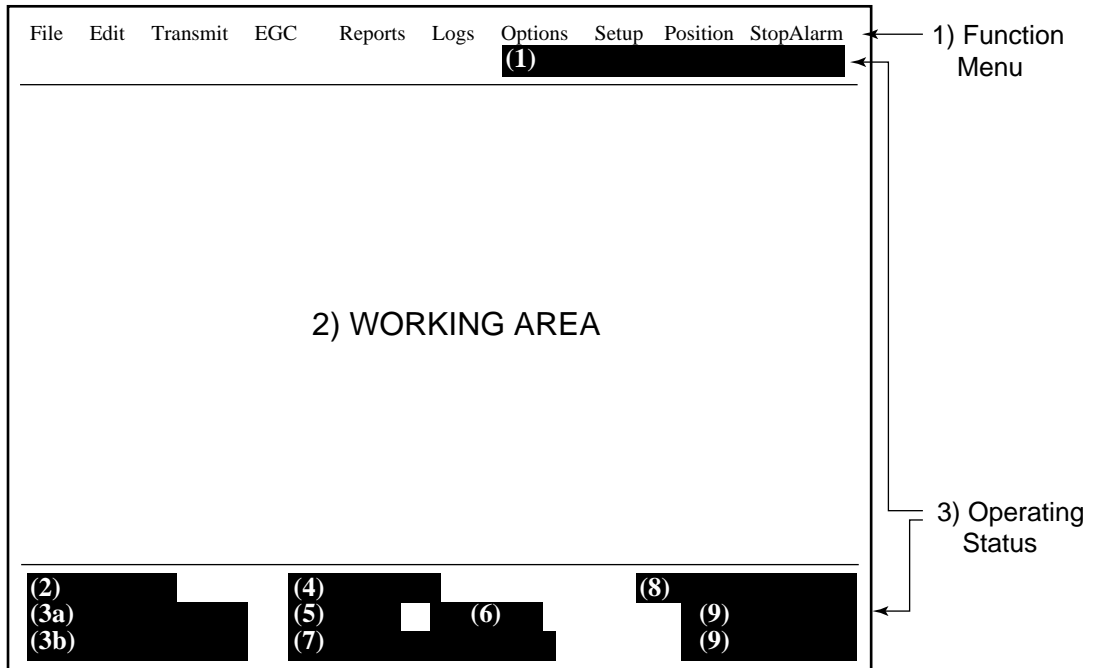 File Edit Transmit EGC Reports Logs Options Setup Position StopAlarm
(1)
1) Function
Menu
2) WORKING AREA
3) Operating
Status
(2) (4) (8)
(3a) (5) (6) (9)
(3b) (7) (9)